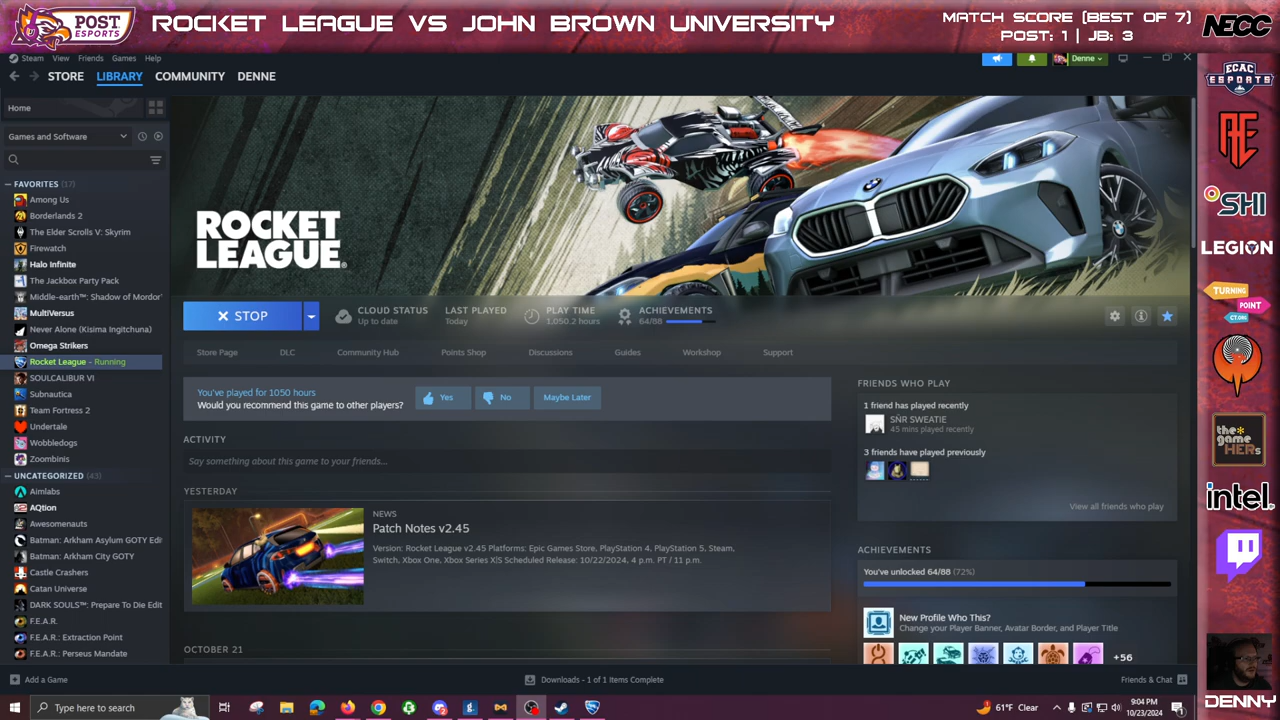 POST ESPORTS
ROCKET LEAGUE VS JOHN BROWN UNIVERSITY
MATCH SCORE [BEST OF 7]
POST: 1 | JB: 3
NECC
Steam View Friends Games Help
Denne
STORE LIBRARY COMMUNITY DENNE
Home
Games and Software
FAVORITES (17)
Among Us
Borderlands 2
The Elder Scrolls V: Skyrim
Firewatch
Halo Infinite
The Jackbox Party Pack
Middle-earth™: Shadow of Mordor
MultiVersus
Never Alone (Kisima Ingitchuna)
Omega Strikers
Rocket League - Running
SOULCALIBUR VI
Subnautica
Team Fortress 2
Undertale
Wobbledogs
Zoombinis
UNCATEGORIZED (43)
Aimlabs
AQtion
Awesomenauts
Batman: Arkham Asylum GOTY Edi
Batman: Arkham City GOTY
Castle Crashers
Catan Universe
DARK SOULS™: Prepare To Die Edit
F.E.A.R.
F.E.A.R.: Extraction Point
F.E.A.R.: Perseus Mandate
Add a Game
ROCKET
LEAGUE®
STOP
CLOUD STATUS
Up to date
LAST PLAYED
Today
PLAY TIME
1,050.2 hours
ACHIEVEMENTS
64/88
Store Page DLC Community Hub Points Shop Discussions Guides Workshop Support
You've played for 1050 hours
Would you recommend this game to other players?
Yes No Maybe Later
ACTIVITY
Say something about this game to your friends...
YESTERDAY
NEWS
Patch Notes v2.45
Version: Rocket League v2.45 Platforms: Epic Games Store, PlayStation 4, PlayStation 5, Steam,
Switch, Xbox One, Xbox Series X|S Scheduled Release: 10/22/2024, 4 p.m. PT / 11 p.m.
OCTOBER 21
FRIENDS WHO PLAY
1 friend has played recently
SÑR SWEATIE
45 mins played recently
3 friends have played previously
View all friends who play
ACHIEVEMENTS
You've unlocked 64/88 (72%)
New Profile Who This?
Change your Player Banner, Avatar Border, and Player Title
+56
Downloads - 1 of 1 Items Complete
Friends & Chat
ECAC
ESPORTS
SHI
LEGION
TURNING
POINT
CT.ORG
the*
game
HERs
intel.
DENNY
Type here to search
61°F Clear
9:04 PM
10/23/2024
1